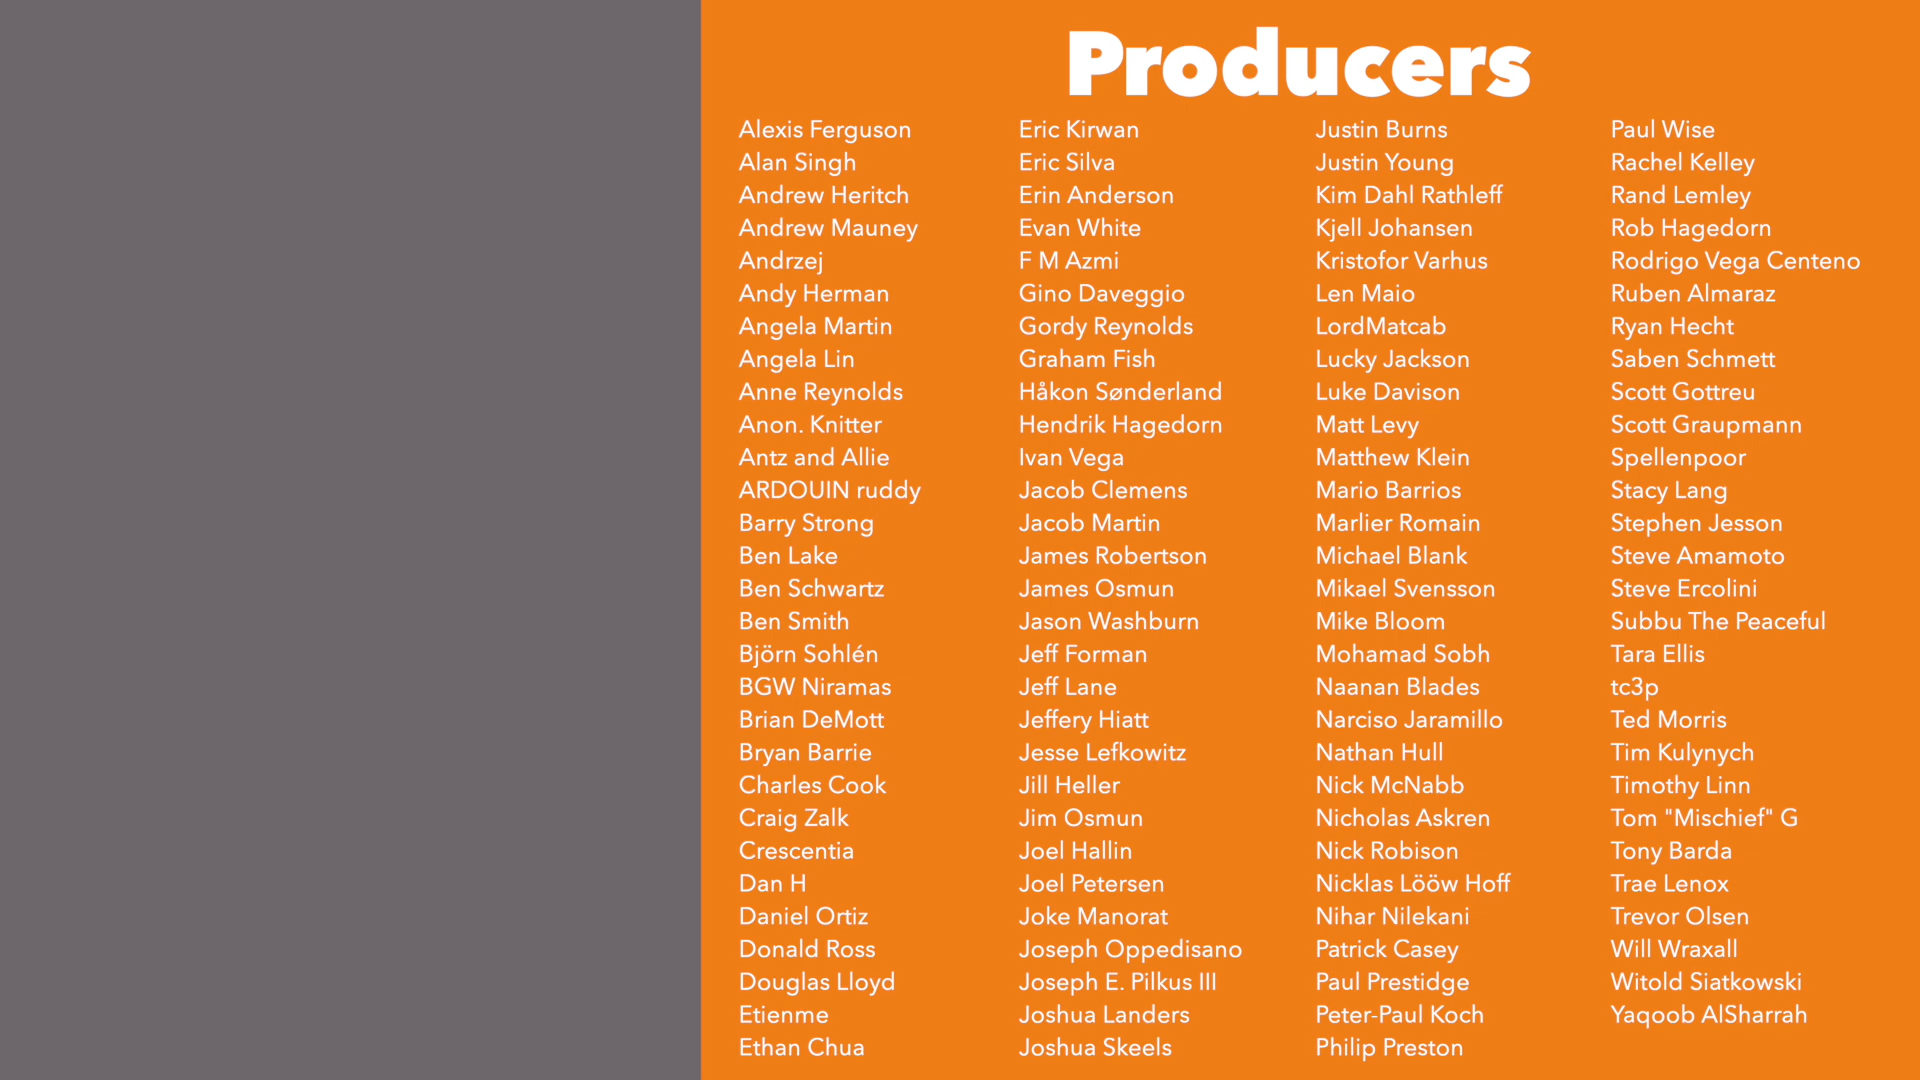 Producers
Alexis Ferguson
Alan Singh
Andrew Heritch
Andrew Mauney
Andrzej
Andy Herman
Angela Martin
Angela Lin
Anne Reynolds
Anon. Knitter
Antz and Allie
ARDOUIN ruddy
Barry Strong
Ben Lake
Ben Schwartz
Ben Smith
Björn Sohlén
BGW Niramas
Brian DeMott
Bryan Barrie
Charles Cook
Craig Zalk
Crescentia
Dan H
Daniel Ortiz
Donald Ross
Douglas Lloyd
Etienme
Ethan Chua
Eric Kirwan
Eric Silva
Erin Anderson
Evan White
F M Azmi
Gino Daveggio
Gordy Reynolds
Graham Fish
Håkon Sønderland
Hendrik Hagedorn
Ivan Vega
Jacob Clemens
Jacob Martin
James Robertson
James Osmun
Jason Washburn
Jeff Forman
Jeff Lane
Jeffery Hiatt
Jesse Lefkowitz
Jill Heller
Jim Osmun
Joel Hallin
Joel Petersen
Joke Manorat
Joseph Oppedisano
Joseph E. Pilkus III
Joshua Landers
Joshua Skeels
Justin Burns
Justin Young
Kim Dahl Rathleff
Kjell Johansen
Kristofor Varhus
Len Maio
LordMatcab
Lucky Jackson
Luke Davison
Matt Levy
Matthew Klein
Mario Barrios
Marlier Romain
Michael Blank
Mikael Svensson
Mike Bloom
Mohamad Sobh
Naanan Blades
Narciso Jaramillo
Nathan Hull
Nick McNabb
Nicholas Askren
Nick Robison
Nicklas Lööw Hoff
Nihar Nilekani
Patrick Casey
Paul Prestidge
Peter-Paul Koch
Philip Preston
Paul Wise
Rachel Kelley
Rand Lemley
Rob Hagedorn
Rodrigo Vega Centeno
Ruben Almaraz
Ryan Hecht
Saben Schmett
Scott Gottreu
Scott Graupmann
Spellenpoor
Stacy Lang
Stephen Jesson
Steve Amamoto
Steve Ercolini
Subbu The Peaceful
Tara Ellis
tc3p
Ted Morris
Tim Kulynych
Timothy Linn
Tom "Mischief" G
Tony Barda
Trae Lenox
Trevor Olsen
Will Wraxall
Witold Siatkowski
Yaqoob AlSharrah